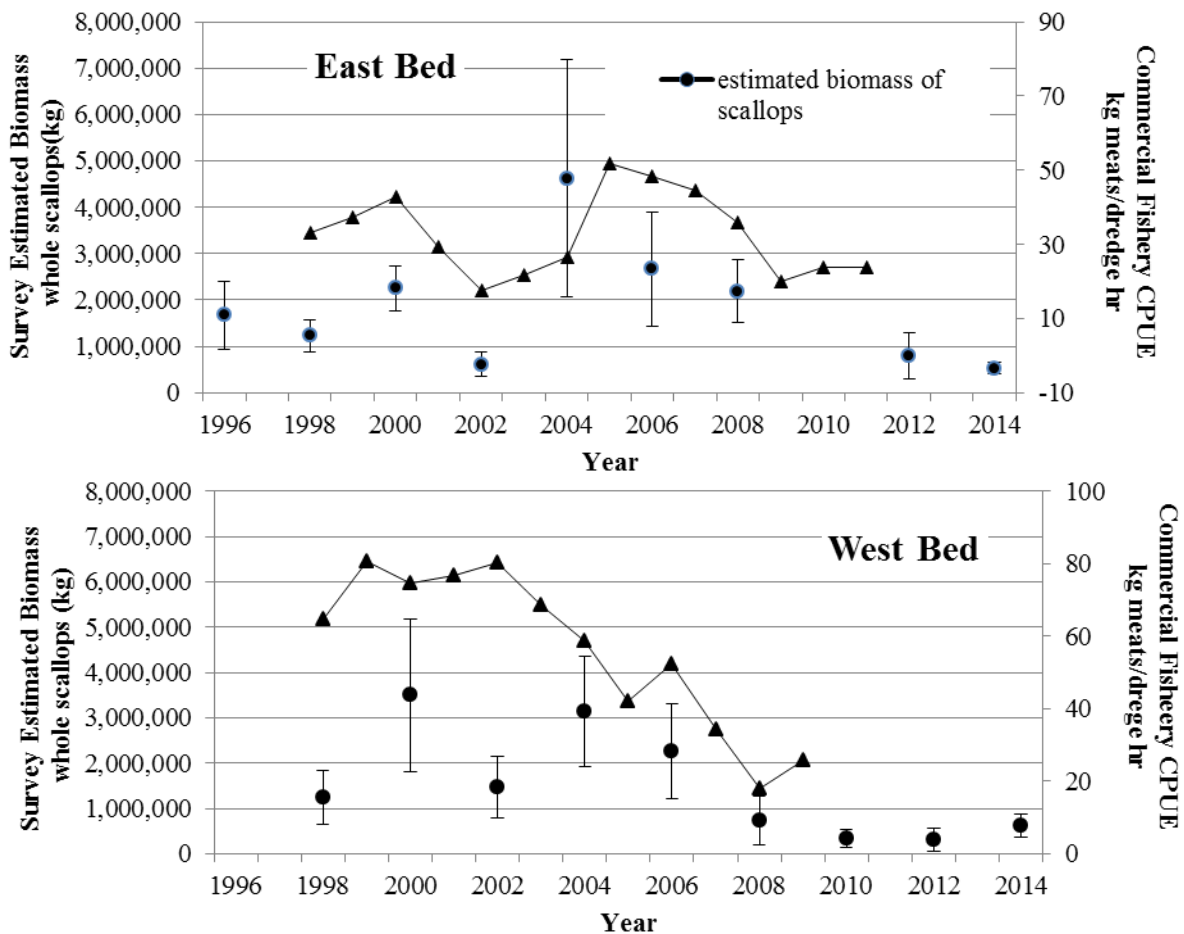 8,000,000
7,000,000
6,000,000
5,000,000
4,000,000
3,000,000
2,000,000
1,000,000
0
Survey Estimated Biomass
whole scallops(kg)
East Bed
estimated biomass of
scallops
90
70
50
30
10
-10
Commercial Fishery CPUE
kg meats/dredge hr
1996 1998 2000 2002 2004 2006 2008 2010 2012 2014
Year
8,000,000
7,000,000
6,000,000
5,000,000
4,000,000
3,000,000
2,000,000
1,000,000
0
Survey Estimated Biomass
whole scallops (kg)
West Bed
100
80
60
40
20
0
Commercial Fisheery CPUE
kg meats/drege hr
1996 1998 2000 2002 2004 2006 2008 2010 2012 2014
Year